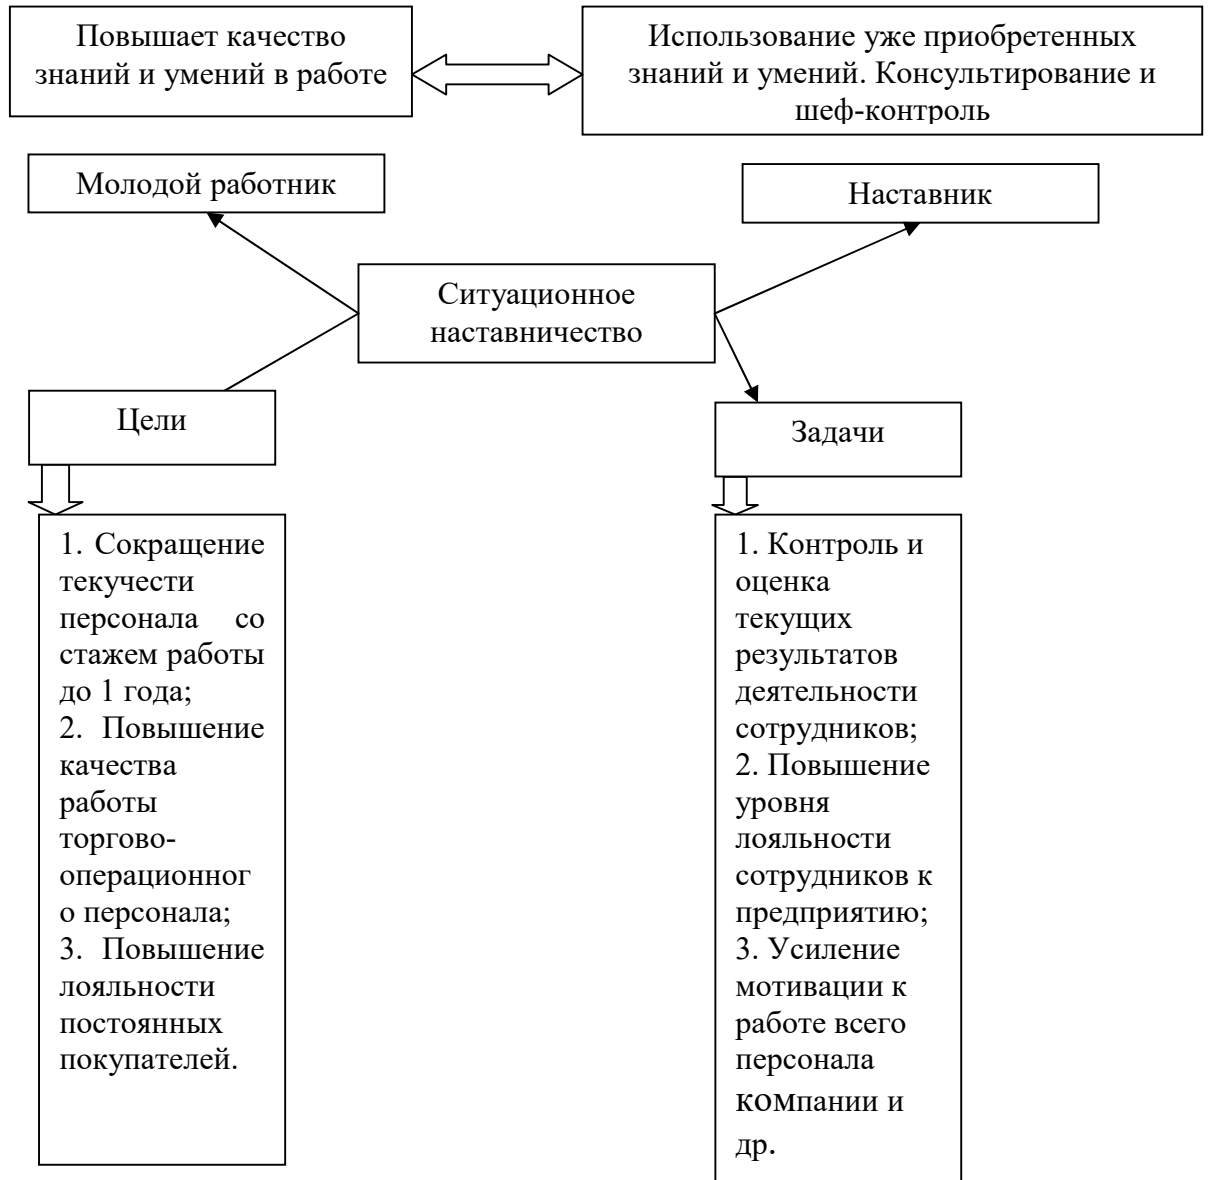 Повышает качество
знаний и умений в работе
Использование уже приобретенных
знаний и умений. Консультирование и
шеф-контроль
Молодой работник
Наставник
Ситуационное
наставничество
Цели
Задачи
1. Сокращение
текучести
персонала со
стажем работы
до 1 года;
2. Повышение
качества
работы
торгово-
операционног
о персонала;
3. Повышение
лояльности
постоянных
покупателей.
1. Контроль и
оценка
текущих
результатов
деятельности
сотрудников;
2. Повышение
уровня
лояльности
сотрудников к
предприятию;
3. Усиление
мотивации к
работе всего
персонала
компании и
др.